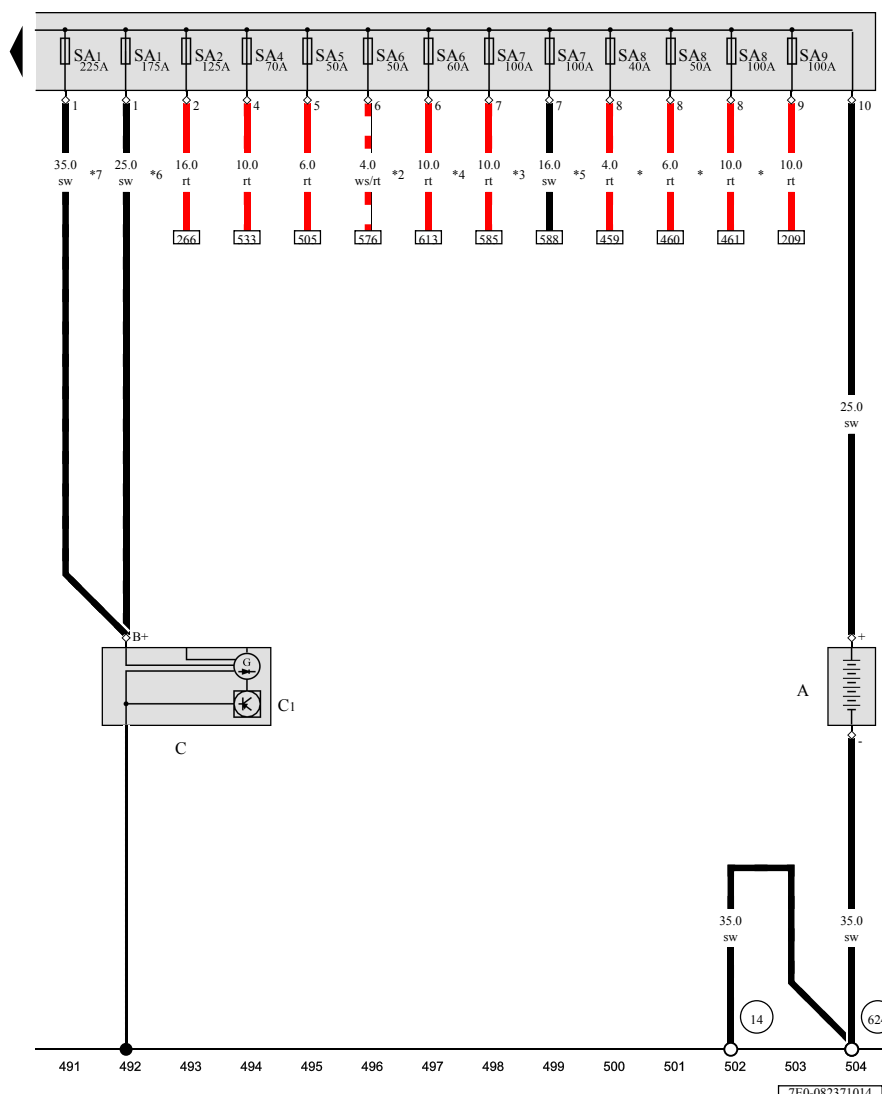 SA1 SA1 SA2 SA4 SA5 SA6 SA6 SA7 SA7 SA8 SA8 SA8 SA9
225A 175A 125A 70A 50A 50A 60A 100A 100A 40A 50A 100A 100A
1 1 2 4 5 6 6 7 7 8 8 8 9 10
35.0 25.0 16.0 10.0 6.0 4.0 10.0 10.0 16.0 4.0 6.0 10.0 10.0
*7 *6 *2 *4 *3 *5 * * *
sw sw rt rt rt ws/rt rt rt sw rt rt rt rt
266 533 505 576 613 585 588 459 460 461 209
25.0
sw
B+ +
G
A
C1
C -
35.0 35.0
sw sw
14
491 492 493 494 495 496 497 498 499 500 501 502 503 504
7E0-082371014